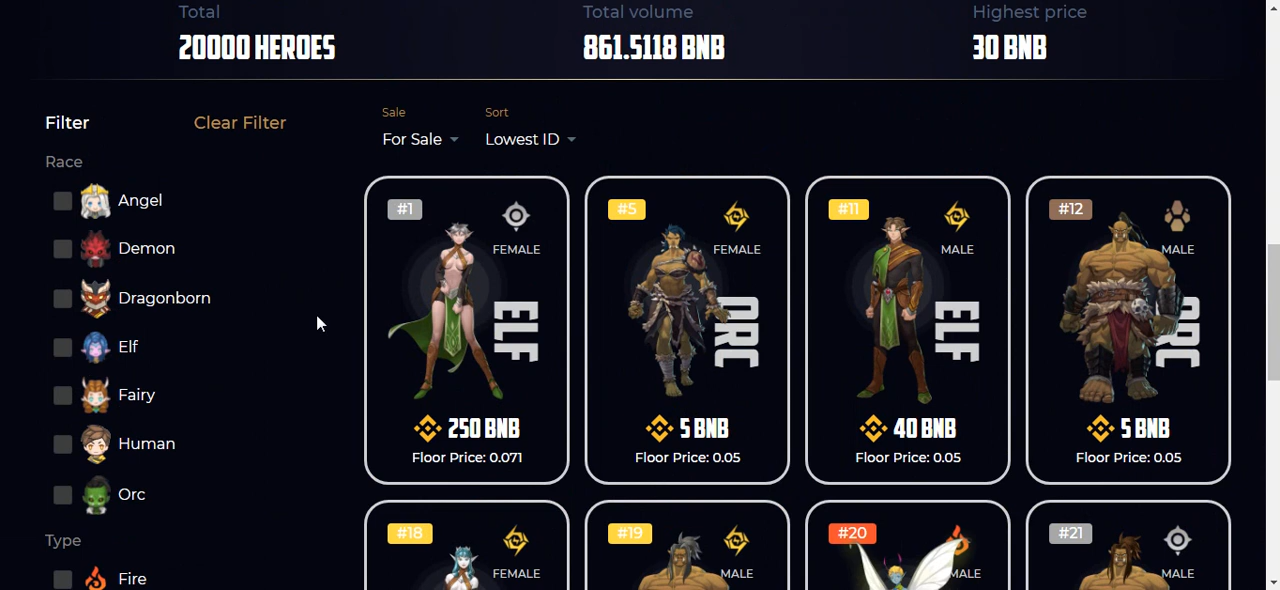 Total
20000 HEROES
Total volume
861.5118 BNB
Highest price
30 BNB
Filter
Clear Filter
Race
Angel
Demon
Dragonborn
Elf
Fairy
Human
Orc
Type
Fire
Sale
For Sale
Sort
Lowest ID
#1
FEMALE
ELF
250 BNB
Floor Price: 0.071
#5
FEMALE
ORC
5 BNB
Floor Price: 0.05
#11
MALE
ELF
40 BNB
Floor Price: 0.05
#12
MALE
ORC
5 BNB
Floor Price: 0.05
#18
FEMALE
#19
MALE
#20
MALE
#21
MALE